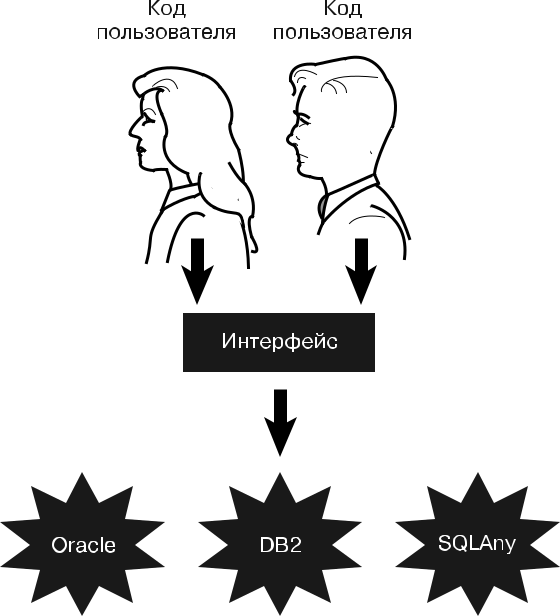 Код
пользователя
Код
пользователя
Интерфейс
Oracle
DB2
SQLAny